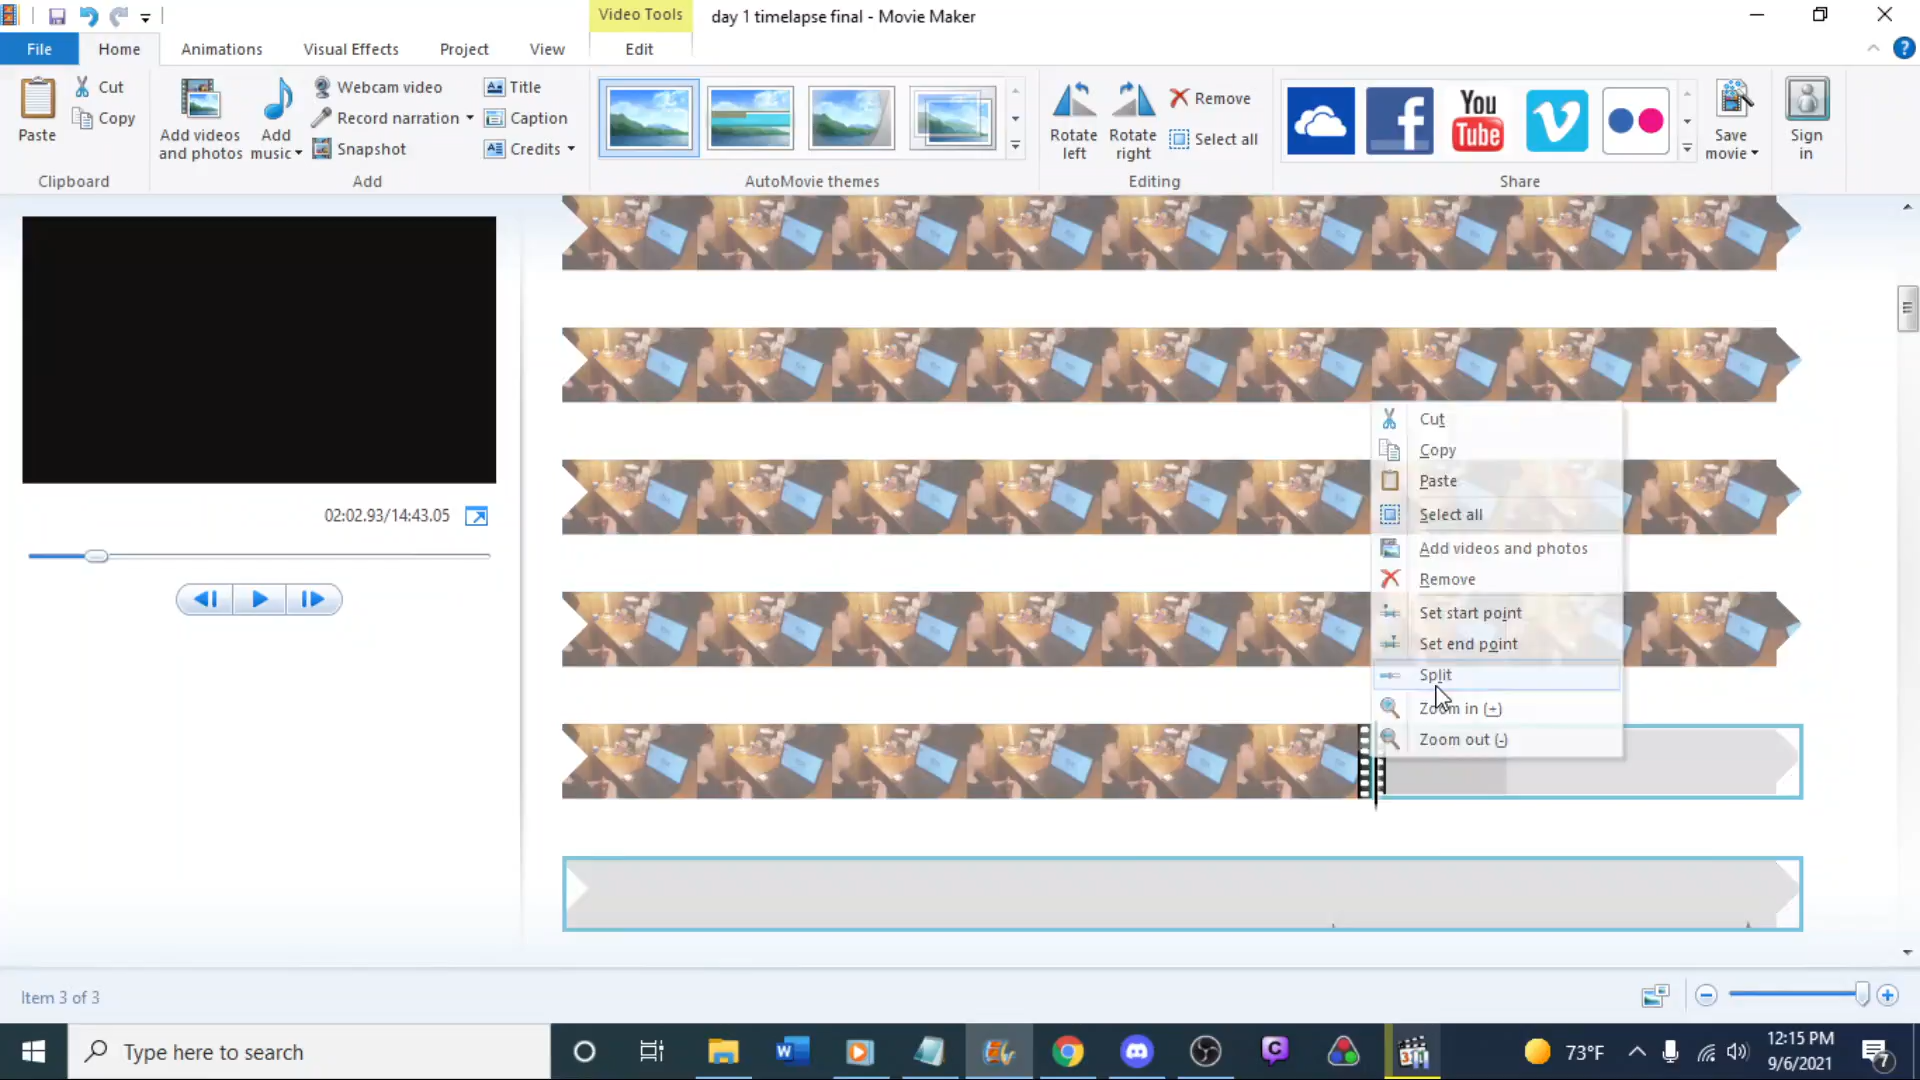 Video Tools
day 1 timelapse final - Movie Maker
File
Home
Animations
Visual Effects
Project
View
Edit
Paste
Cut
Copy
Clipboard
Add videos
and photos
Add
music
Webcam video
Record narration
Snapshot
Title
Caption
Credits
Add
AutoMovie themes
Rotate
left
Rotate
right
Remove
Select all
Editing
You
Tube
Share
Save
movie
Sign
in
02:02.93/14:43.05
Cut
Copy
Paste
Select all
Add videos and photos
Remove
Set start point
Set end point
Split
Zoom in (+)
Zoom out (-)
Item 3 of 3
Type here to search
73°F
12:15 PM
9/6/2021
7